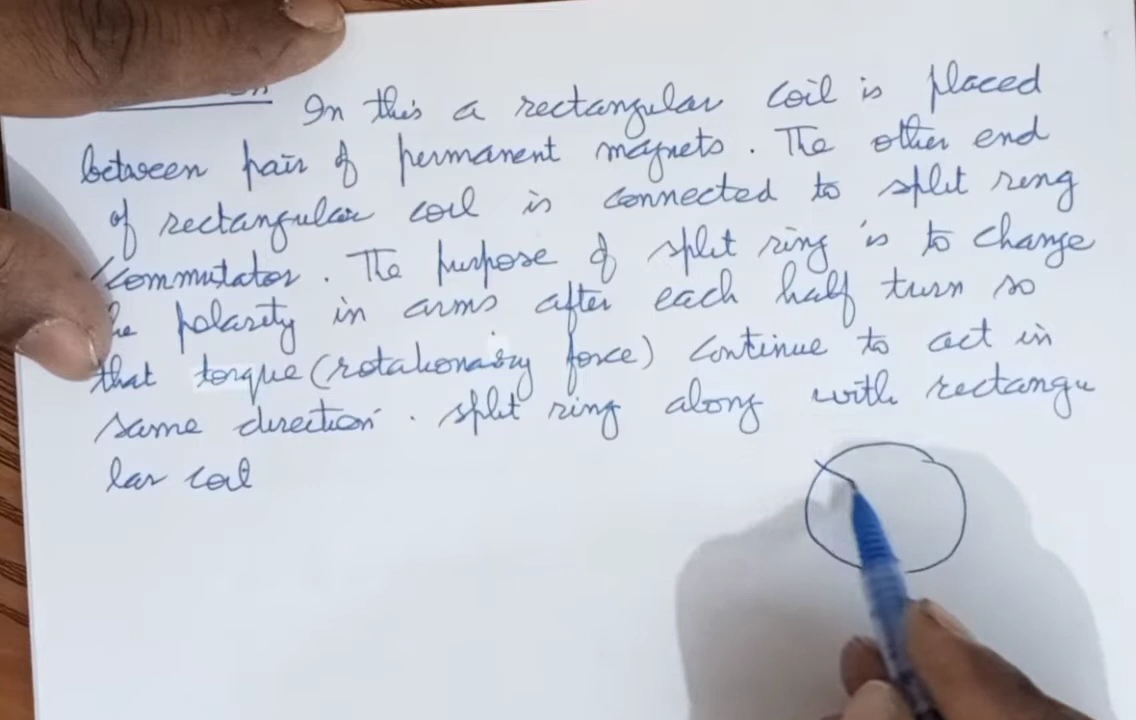 In this a rectangular coil is placed
between pair of permanent magnets. The other end
of rectangular coil is connected to split ring
commutator. The purpose of split ring is to change
he polarity in arms after each half turn so
that torque (rotationairy force) continue to act in
same direction. split ring along with rectangu
lar coil